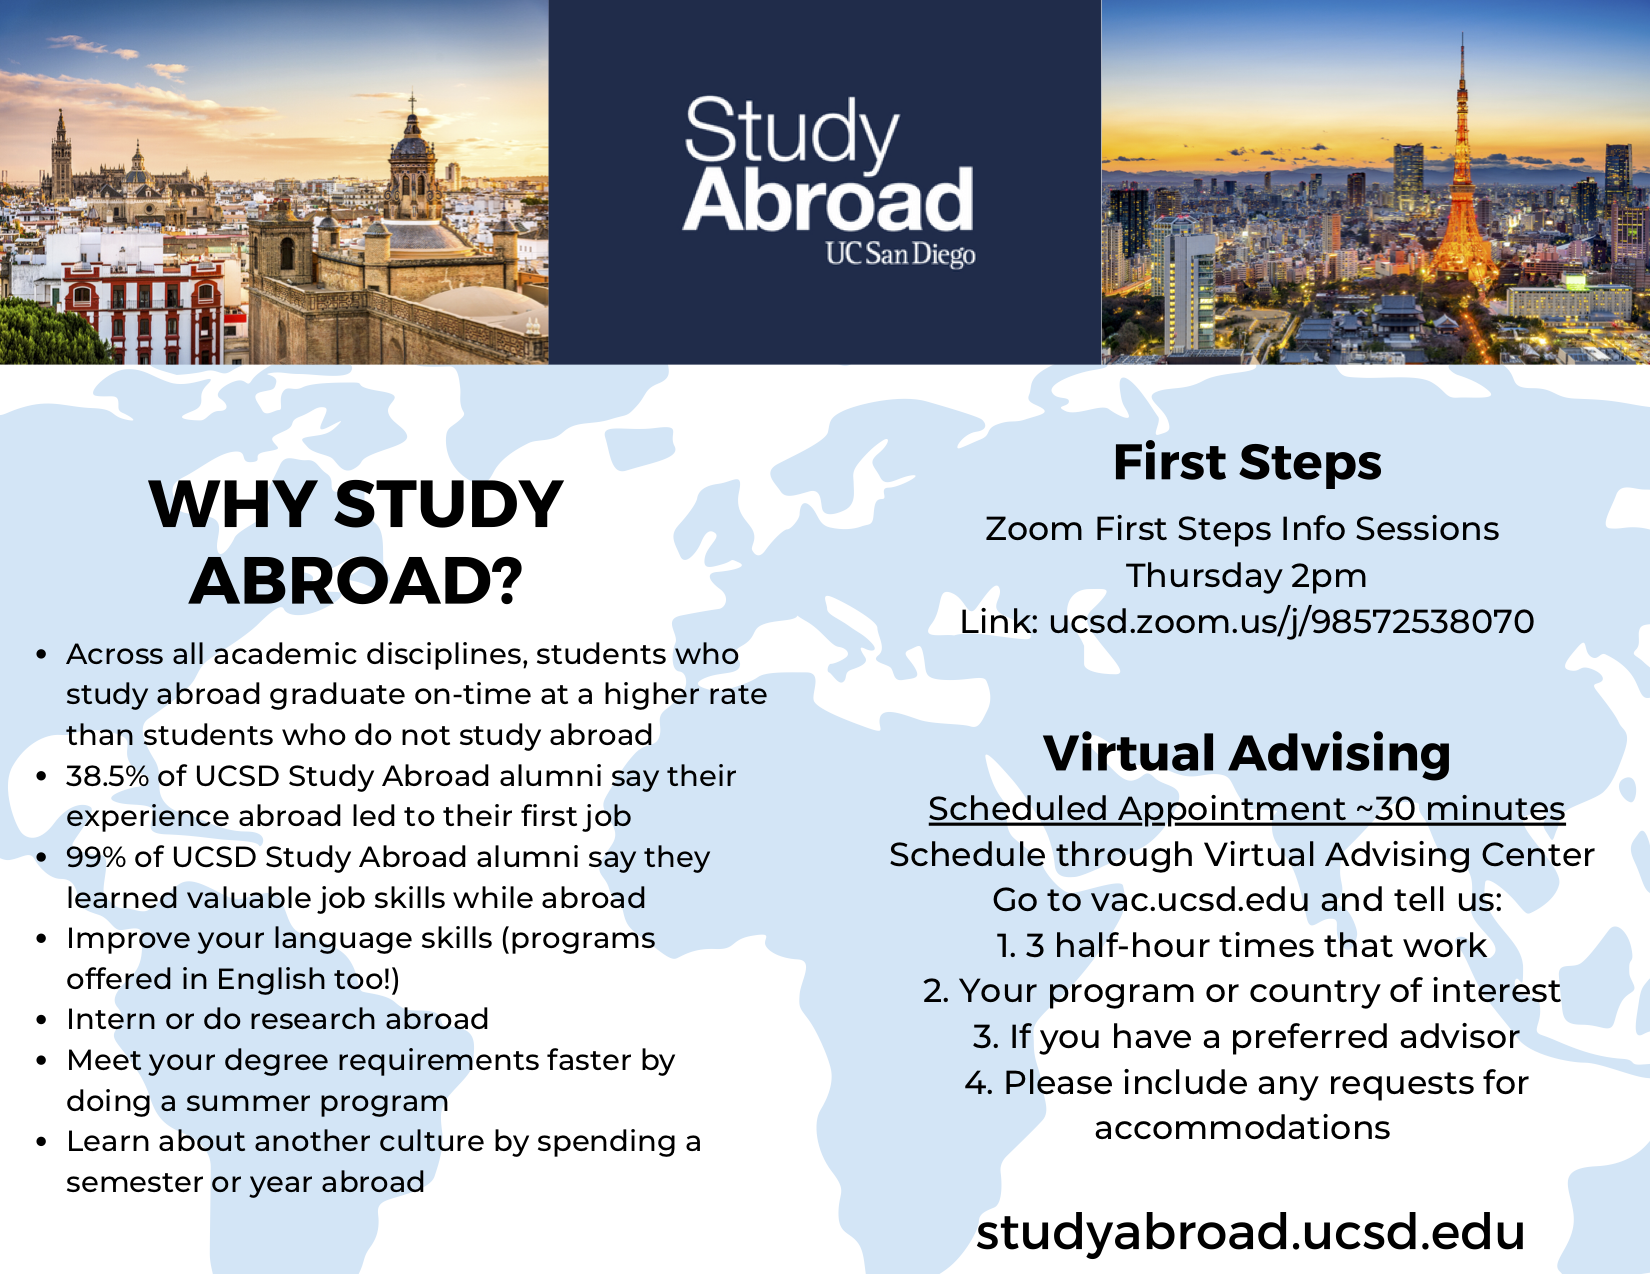 Study
Abroad
UC San Diego
WHY STUDY
ABROAD?
• Across all academic disciplines, students who
study abroad graduate on-time at a higher rate
than students who do not study abroad
• 38.5% of UCSD Study Abroad alumni say their
experience abroad led to their first job
• 99% of UCSD Study Abroad alumni say they
learned valuable job skills while abroad
• Improve your language skills (programs
offered in English too!)
• Intern or do research abroad
• Meet your degree requirements faster by
doing a summer program
• Learn about another culture by spending a
semester or year abroad
First Steps
Zoom First Steps Info Sessions
Thursday 2pm
Link: ucsd.zoom.us/j/98572538070
Virtual Advising
Scheduled Appointment ~30 minutes
Schedule through Virtual Advising Center
Go to vac.ucsd.edu and tell us:
1. 3 half-hour times that work
2. Your program or country of interest
3. If you have a preferred advisor
4. Please include any requests for
accommodations
studyabroad.ucsd.edu